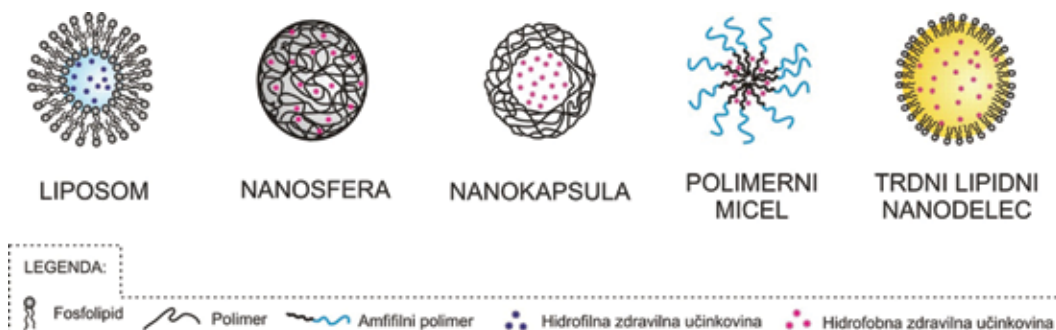 LIPOSOM
NANOSFERA
NANOKAPSULA
POLIMERNI
MICEL
TRDNI LIPIDNI
NANODELEC
LEGENDA:
Fosfolipid
Polimer
Amfifilni polimer
Hidrofilna zdravilna učinkovina
Hidrofobna zdravilna učinkovina